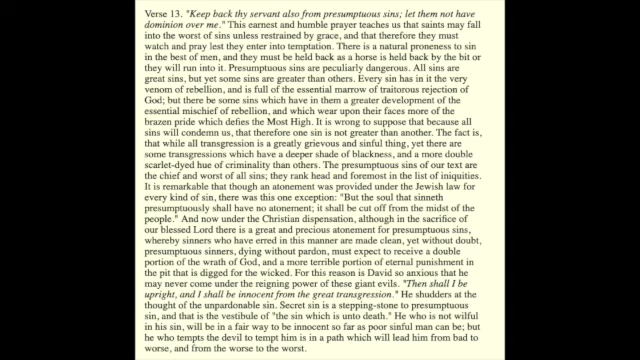 Verse 13. "Keep back thy servant also from presumptuous sins; let them not have
dominion over me." This earnest and humble prayer teaches us that saints may fall
into the worst of sins unless restrained by grace, and that therefore they must
watch and pray lest they enter into temptation. There is a natural proneness to sin
in the best of men, and they must be held back as a horse is held back by the bit or
they will run into it. Presumptuous sins are peculiarly dangerous. All sins are
great sins, but yet some sins are greater than others. Every sin has in it the very
venom of rebellion, and is full of the essential marrow of traitorous rejection of
God; but there be some sins which have in them a greater development of the
essential mischief of rebellion, and which wear upon their faces more of the
brazen pride which defies the Most High. It is wrong to suppose that because all
sins will condemn us, that therefore one sin is not greater than another. The fact is,
that while all transgression is a greatly grievous and sinful thing, yet there are
some transgressions which have a deeper shade of blackness, and a more double
scarlet-dyed hue of criminality than others. The presumptuous sins of our text are
the chief and worst of all sins; they rank head and foremost in the list of iniquities.
It is remarkable that though an atonement was provided under the Jewish law for
every kind of sin, there was this one exception: "But the soul that sinneth
presumptuously shall have no atonement; it shall be cut off from the midst of the
people." And now under the Christian dispensation, although in the sacrifice of
our blessed Lord there is a great and precious atonement for presumptuous sins,
whereby sinners who have erred in this manner are made clean, yet without doubt,
presumptuous sinners, dying without pardon, must expect to receive a double
portion of the wrath of God, and a more terrible portion of eternal punishment in
the pit that is digged for the wicked. For this reason is David so anxious that he
may never come under the reigning power of these giant evils. "Then shall I be
upright, and I shall be innocent from the great transgression." He shudders at the
thought of the unpardonable sin. Secret sin is a stepping-stone to presumptuous
sin, and that is the vestibule of "the sin which is unto death." He who is not wilful
in his sin, will be in a fair way to be innocent so far as poor sinful man can be; but
he who tempts the devil to tempt him is in a path which will lead him from bad to
worse, and from the worse to the worst.